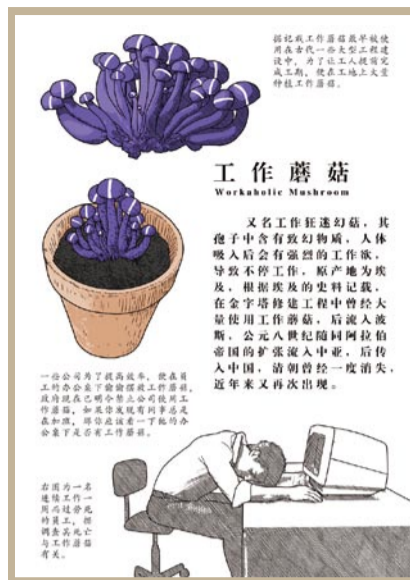 据记载工作蘑菇最早被使
用在古代一些大型工程建
设中，为了让工人提前完
成工期，便在工地上大量
种植工作蘑菇。
工作蘑菇
Workaholic Mushroom
又名工作狂迷幻菇，其
孢子中含有致幻物质，人体
吸入后会有强烈的工作欲，
导致不停工作，原产地为埃
及，根据埃及的史料记载，
在金字塔修建工程中曾经大
量使用工作蘑菇，后流入波
斯，公元八世纪随同阿拉伯
帝国的扩张流入中亚，后传
入中国，清朝曾经一度消失，
近年来又再次出现。
一些公司为了提高效率，便在员
工的办公桌下偷偷摆放工作蘑菇，
政府现在已明令禁止公司使用工
作蘑菇，如果你发现有同事总是
在加班，那你应该看一下他的办
公桌下是否有工作蘑菇。
右图为一名
连续工作一
周而过劳死
的员工，据
调查其死亡
与工作蘑菇
有关。